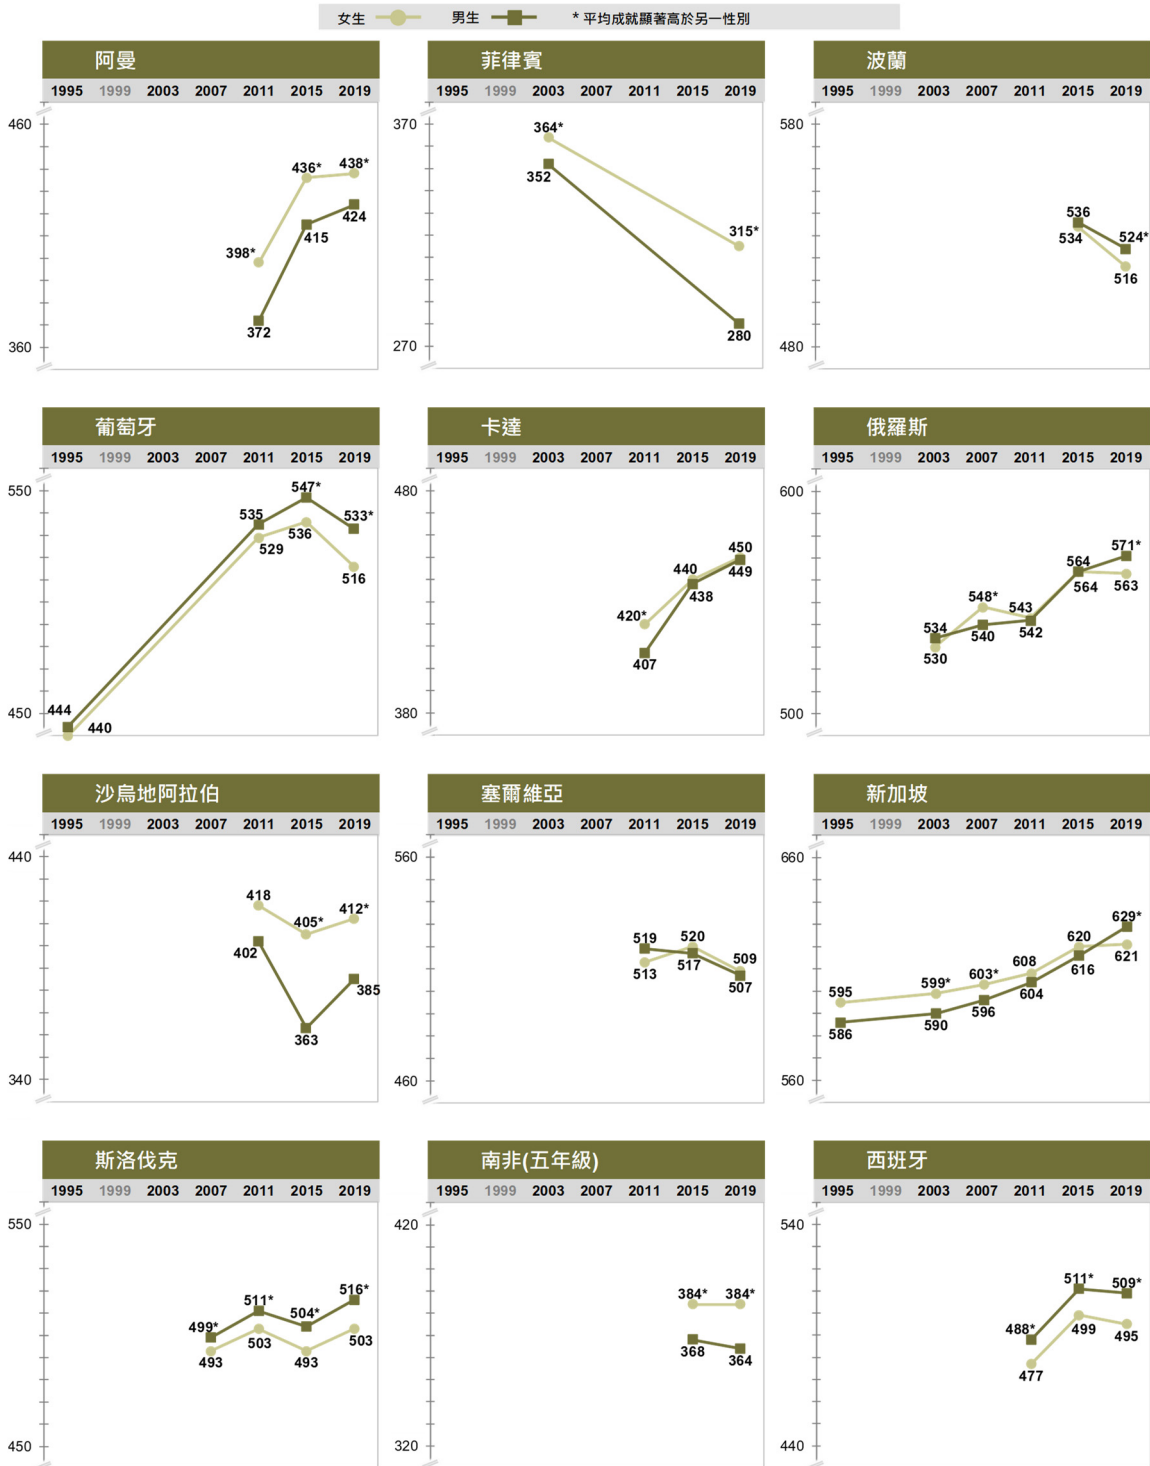 女生 男生 * 平均成就顯著高於另一性別
阿曼 菲律賓 波蘭
1995 1999 2003 2007 2011 2015 2019 1995 1999 2003 2007 2011 2015 2019 1995 1999 2003 2007 2011 2015 2019
460 370 580
364*
436* 438*
352
424 315* 536 524*
398* 415 534
516
372 280
360 270 480
葡萄牙 卡達 俄羅斯
1995 1999 2003 2007 2011 2015 2019 1995 1999 2003 2007 2011 2015 2019 1995 1999 2003 2007 2011 2015 2019
550 480 600
547*
535 533*
529 536 450 571*
516 440 449 564 563
438 548* 543 564
420* 534 540 542
407 530
444
450 440 380 500
沙烏地阿拉伯 塞爾維亞 新加坡
1995 1999 2003 2007 2011 2015 2019 1995 1999 2003 2007 2011 2015 2019 1995 1999 2003 2007 2011 2015 2019
440 560 660
418
405* 412* 519 520 629*
402 513 517 509 620
385 507 595 599* 603* 608 616 621
363 586 590 596 604
340 460 560
斯洛伐克 南非(五年級) 西班牙
1995 1999 2003 2007 2011 2015 2019 1995 1999 2003 2007 2011 2015 2019 1995 1999 2003 2007 2011 2015 2019
550 420 540
511* 509*
499* 511* 504* 516* 384* 384*
493 503 493 503 368 364 488* 499 495
477
450 320 440